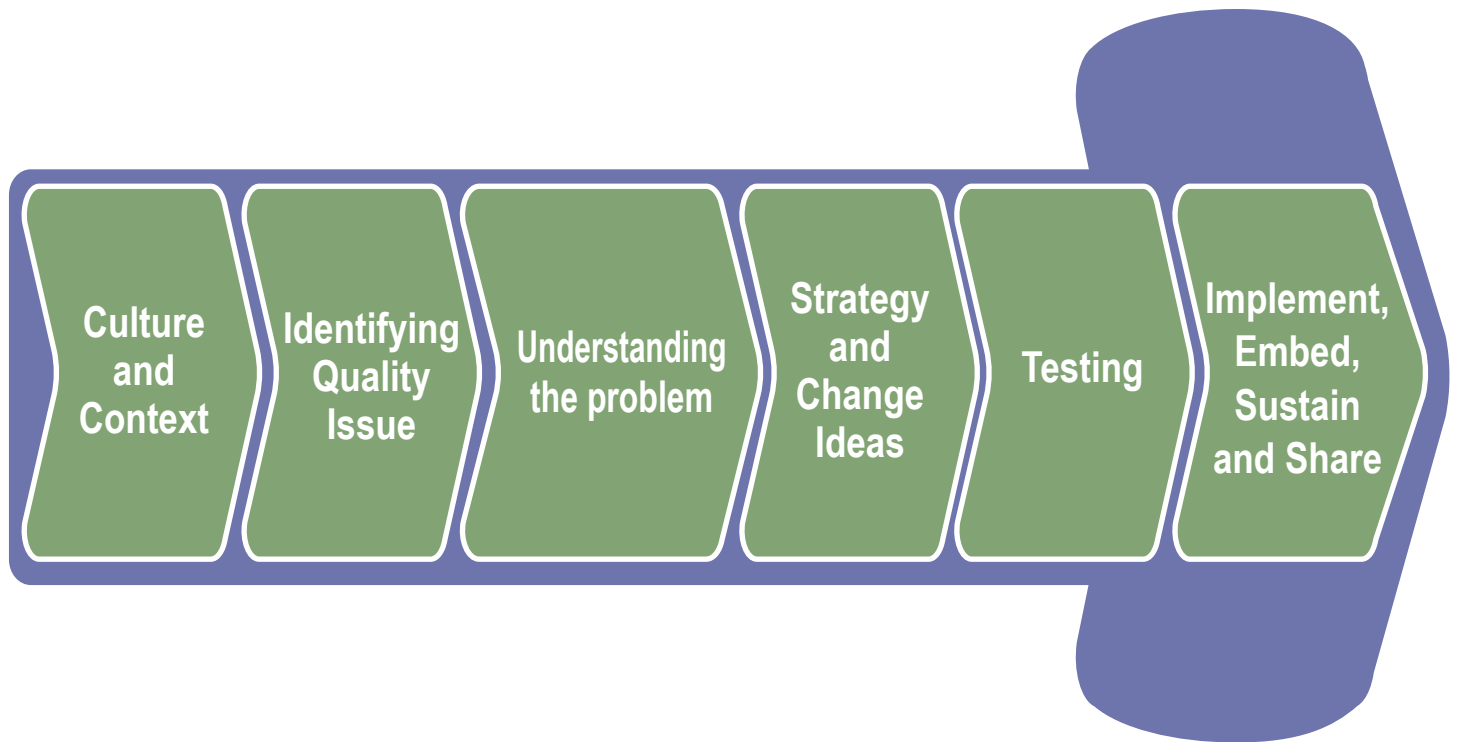 Culture
and
Context
Identifying
Quality
Issue
Understanding
the problem
Strategy
and
Change
Ideas
Testing
Implement,
Embed,
Sustain
and Share